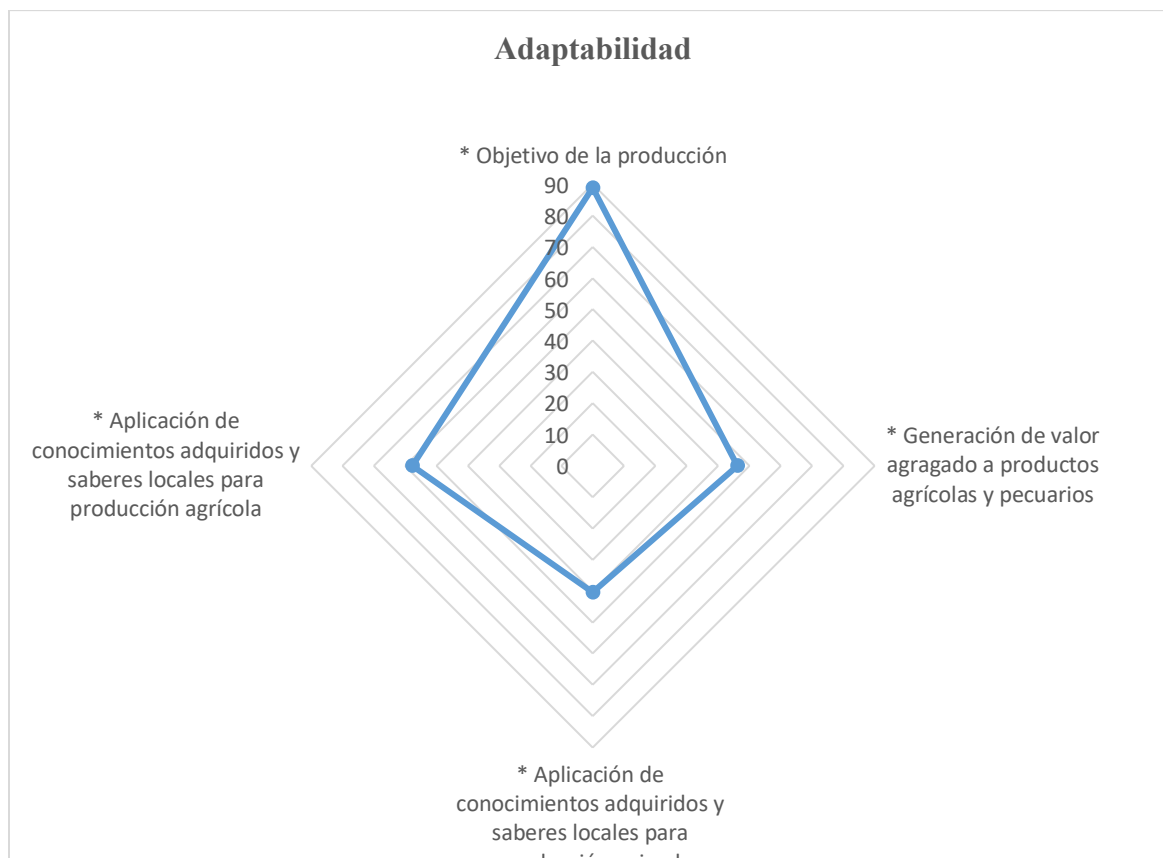 Adaptabilidad
* Objetivo de la producción
90
80
70
60
50
40
30
20
10
0
* Aplicación de
conocimientos adquiridos y
saberes locales para
producción agrícola
* Generación de valor
agragado a productos
agrícolas y pecuarios
* Aplicación de
conocimientos adquiridos y
saberes locales para